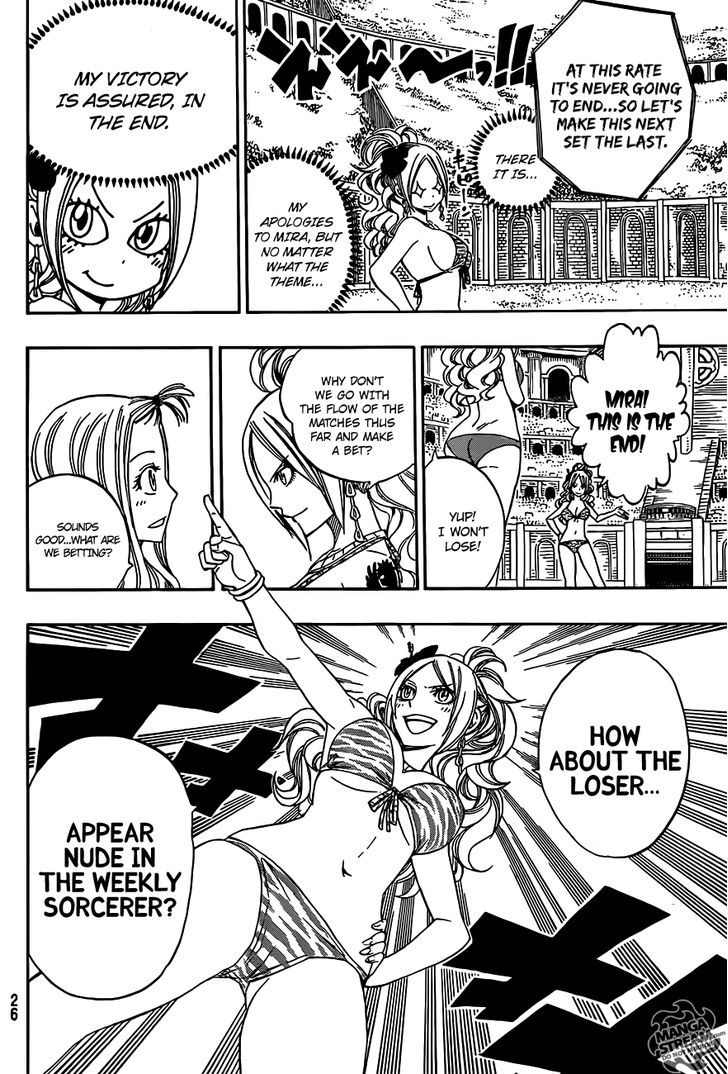 AT THIS RATE
IT'S NEVER GOING
TO END...SO LET'S
MAKE THIS NEXT
SET THE LAST.
THERE
IT IS...
MY
APOLOGIES
TO MIRA, BUT
NO MATTER
WHAT THE
THEME...
MY VICTORY
IS ASSURED, IN
THE END.
MIRA!
THIS IS THE
END!
YUP!
I WON'T
LOSE!
WHY DON'T
WE GO WITH
THE FLOW OF THE
MATCHES THUS
FAR AND MAKE
A BET?
SOUNDS
GOOD...WHAT ARE
WE BETTING?
HOW
ABOUT THE
LOSER...
APPEAR
NUDE IN
THE WEEKLY
SORCERER?
26
MANGA
STREAM